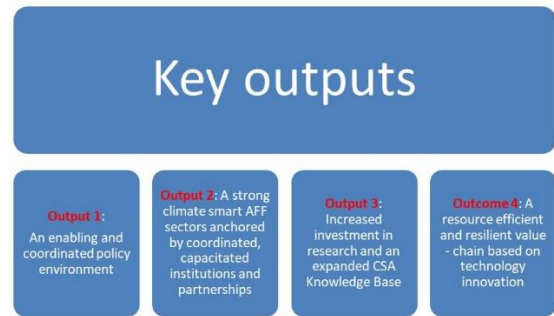 Key outputs
Output 1:
An enabling and
coordinated policy
environment
Output 2: A strong
climate smart AFF
sectors anchored
by coordinated,
capacitated
institutions and
partnerships
Output 3:
Increased
investment in
research and an
expanded CSA
Knowledge Base
Outcome 4: A
resource efficient
and resilient value
- chain based on
technology
innovation